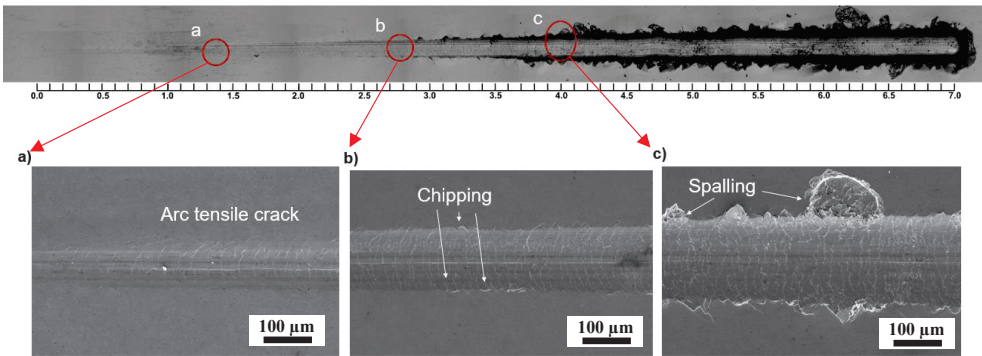 a
b
c
0.0 0.5 1.0 1.5 2.0 2.5 3.0 3.5 4.0 4.5 5.0 5.5 6.0 6.5 7.0
a)
b)
c)
Arc tensile crack
Chipping
Spalling
100 µm
100 µm
100 µm